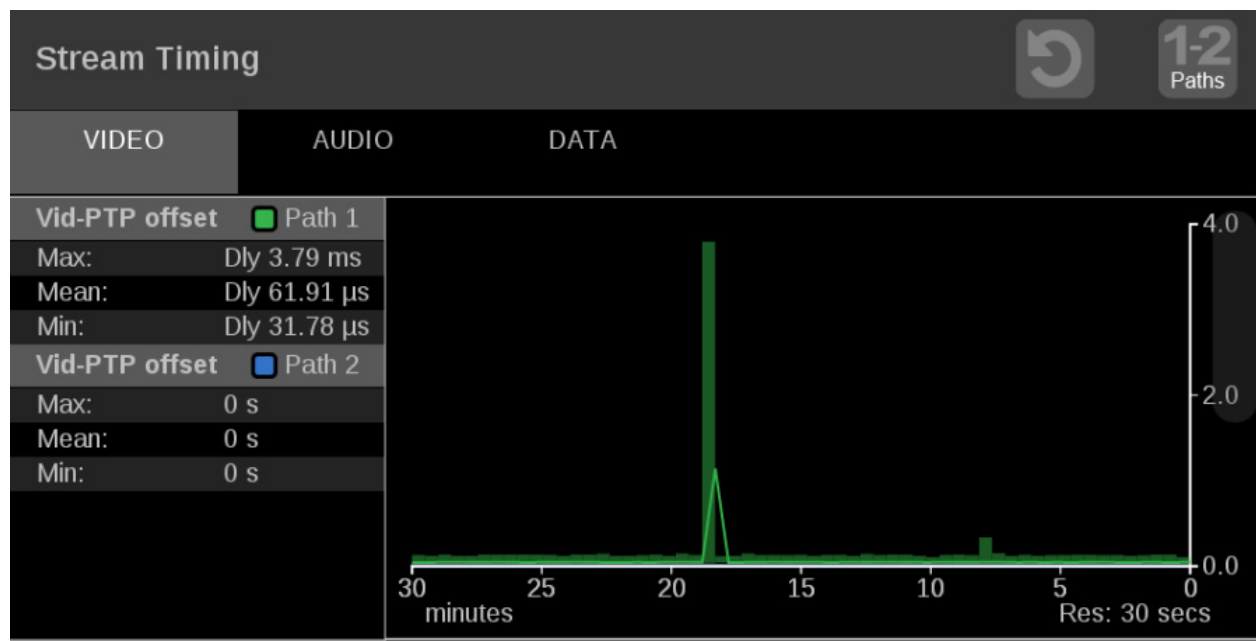 Stream Timing
1-2
Paths
VIDEO AUDIO DATA
Vid-PTP offset Path 1
Max: Dly 3.79 ms
Mean: Dly 61.91 µs
Min: Dly 31.78 µs
Vid-PTP offset Path 2
Max: 0 s
Mean: 0 s
Min: 0 s
4.0
2.0
0.0
30 25 20 15 10 5 0
minutes Res: 30 secs